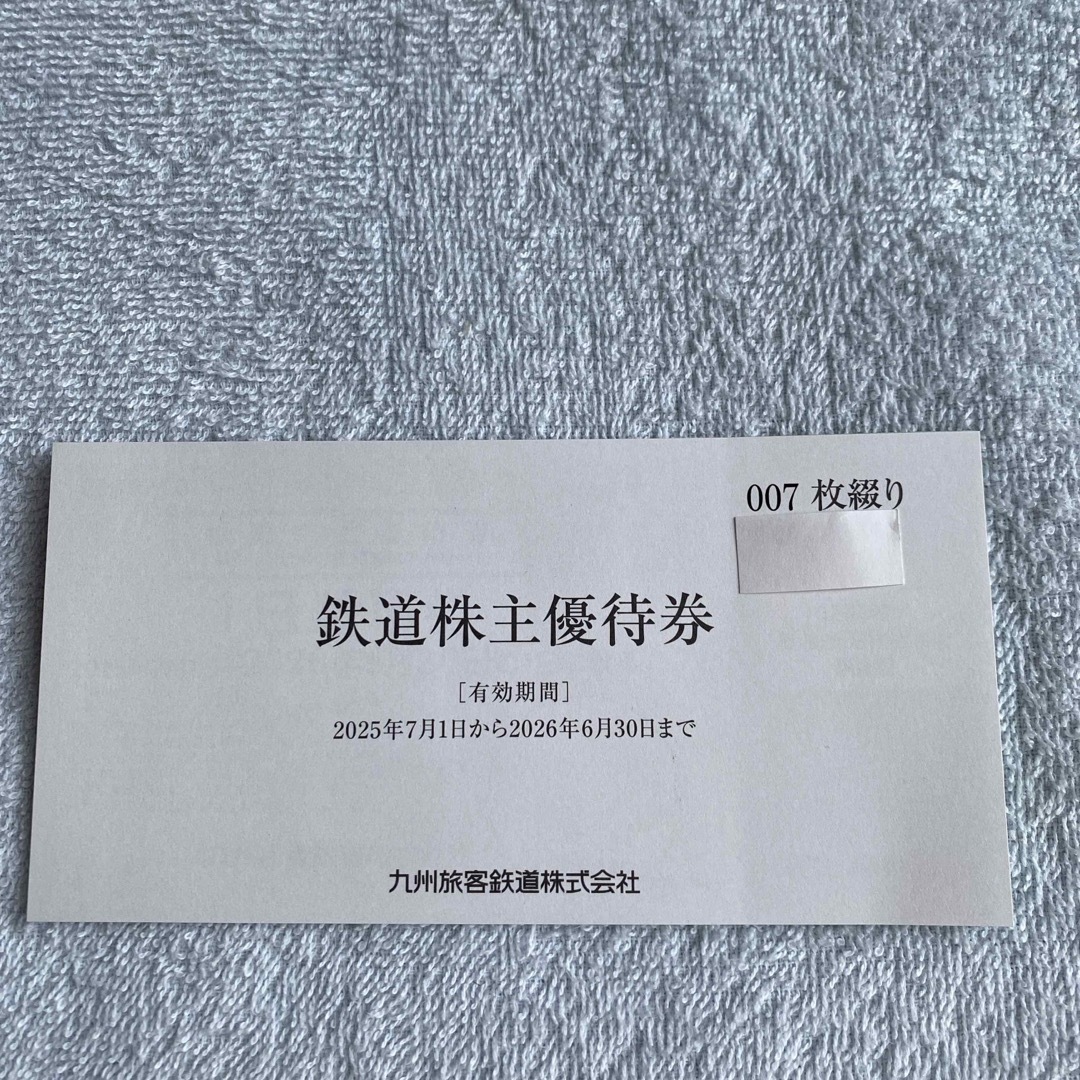 007 枚綴り
鉄道株主優待券
［有効期間］
2025年7月1日から2026年6月30日まで
九州旅客鉄道株式会社